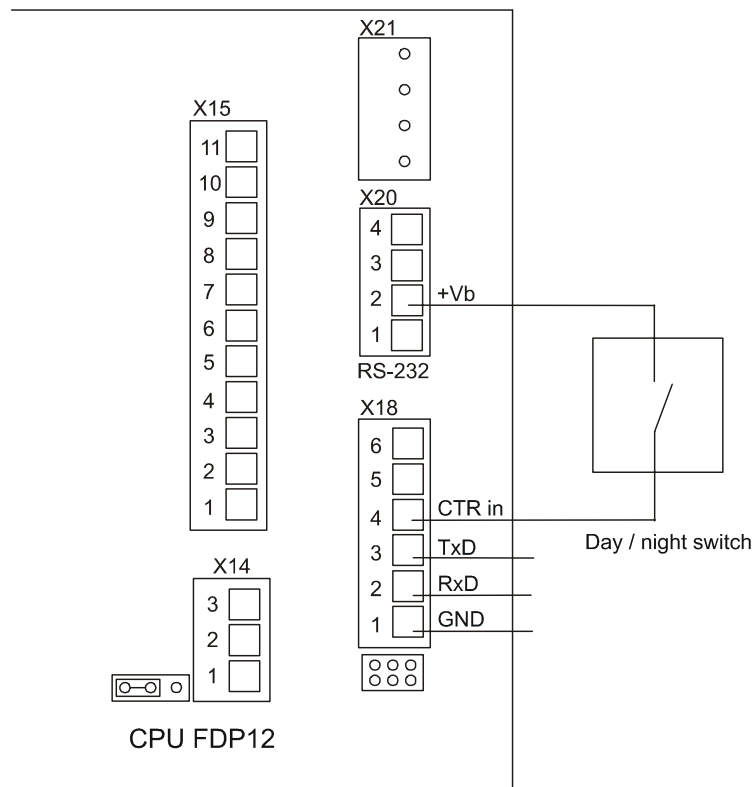 X21
X15
11
10
9
8
7
6
5
4
3
2
1
X20
4
3
2 +Vb
1
RS-232
X18
6
5
4 CTR in
3 TxD
2 RxD
1 GND
Day / night switch
X14
3
2
1
CPU FDP12